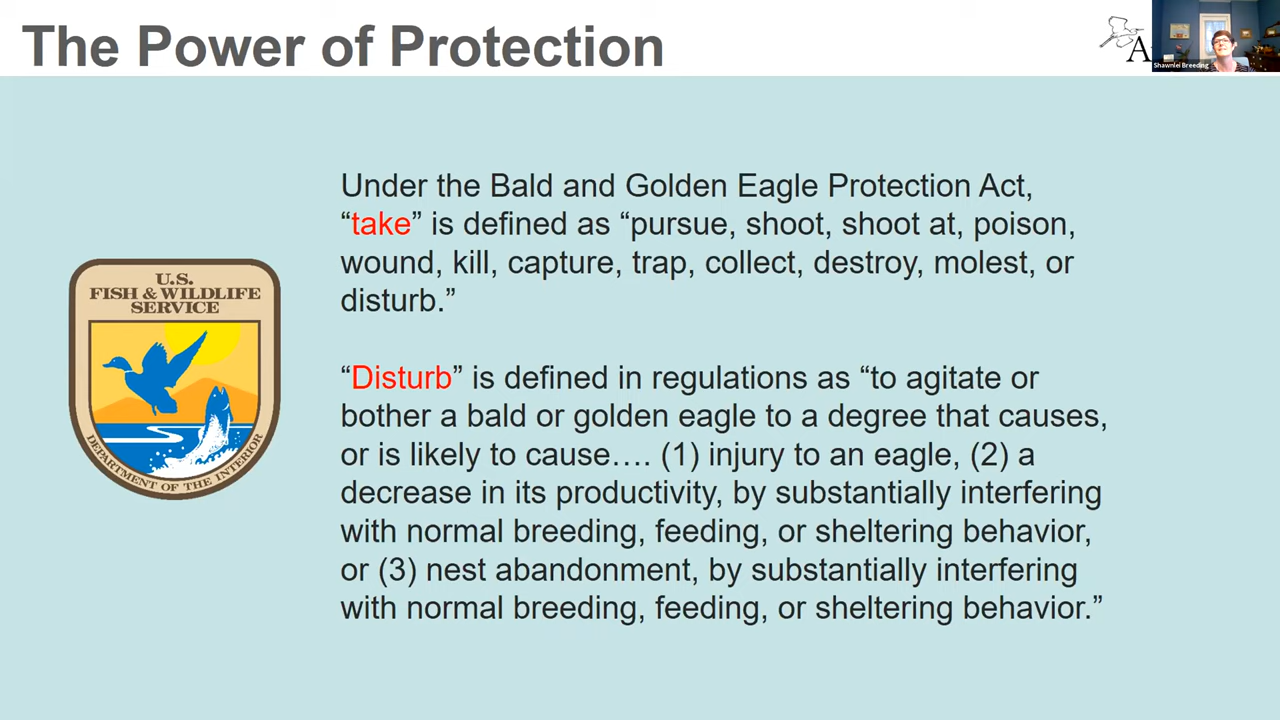 The Power of Protection
A
Shawnlei Breeding
Under the Bald and Golden Eagle Protection Act,
“take” is defined as “pursue, shoot, shoot at, poison,
wound, kill, capture, trap, collect, destroy, molest, or
disturb.”
U.S.
FISH & WILDLIFE
SERVICE
DEPARTMENT OF THE INTERIOR
“Disturb” is defined in regulations as “to agitate or
bother a bald or golden eagle to a degree that causes,
or is likely to cause…. (1) injury to an eagle, (2) a
decrease in its productivity, by substantially interfering
with normal breeding, feeding, or sheltering behavior,
or (3) nest abandonment, by substantially interfering
with normal breeding, feeding, or sheltering behavior.”